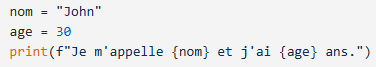 nom = "John"
age = 30
print(f"Je m'appelle {nom} et j'ai {age} ans.")